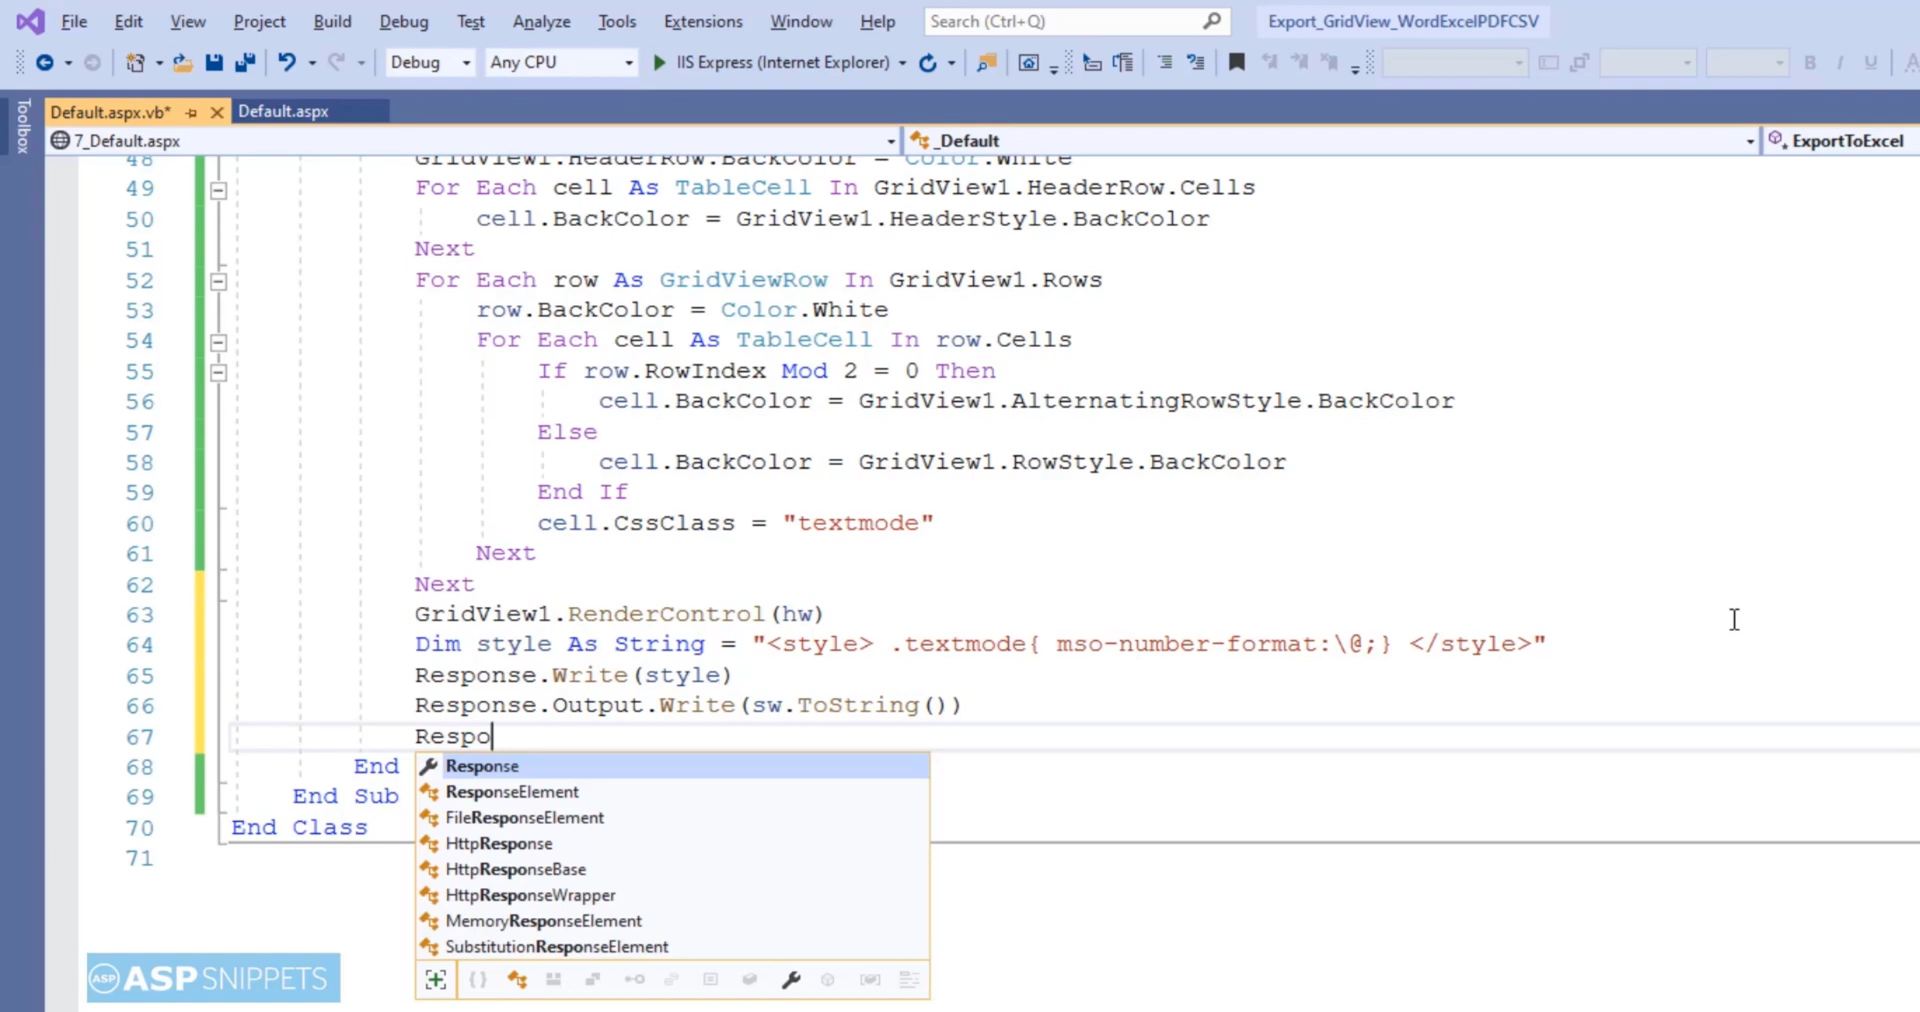 File Edit View Project Build Debug Test Analyze Tools Extensions Window Help Search (Ctrl+Q) Export_GridView_WordExcelPDFCSV
Debug Any CPU IIS Express (Internet Explorer) B I U A
Toolbox
Default.aspx.vb* Default.aspx
7_Default.aspx _Default ExportToExcel
48 GridView1.HeaderRow.BackColor = Color.White
49 For Each cell As TableCell In GridView1.HeaderRow.Cells
50 cell.BackColor = GridView1.HeaderStyle.BackColor
51 Next
52 For Each row As GridViewRow In GridView1.Rows
53 row.BackColor = Color.White
54 For Each cell As TableCell In row.Cells
55 If row.RowIndex Mod 2 = 0 Then
56 cell.BackColor = GridView1.AlternatingRowStyle.BackColor
57 Else
58 cell.BackColor = GridView1.RowStyle.BackColor
59 End If
60 cell.CssClass = "textmode"
61 Next
62 Next
63 GridView1.RenderControl(hw)
64 Dim style As String = "<style> .textmode{ mso-number-format:\@;} </style>"
65 Response.Write(style)
66 Response.Output.Write(sw.ToString())
67 Respo
68 End
69 End Sub
70 End Class
71
Response
ResponseElement
FileResponseElement
HttpResponse
HttpResponseBase
HttpResponseWrapper
MemoryResponseElement
SubstitutionResponseElement
ASP ASPSNIPPETS